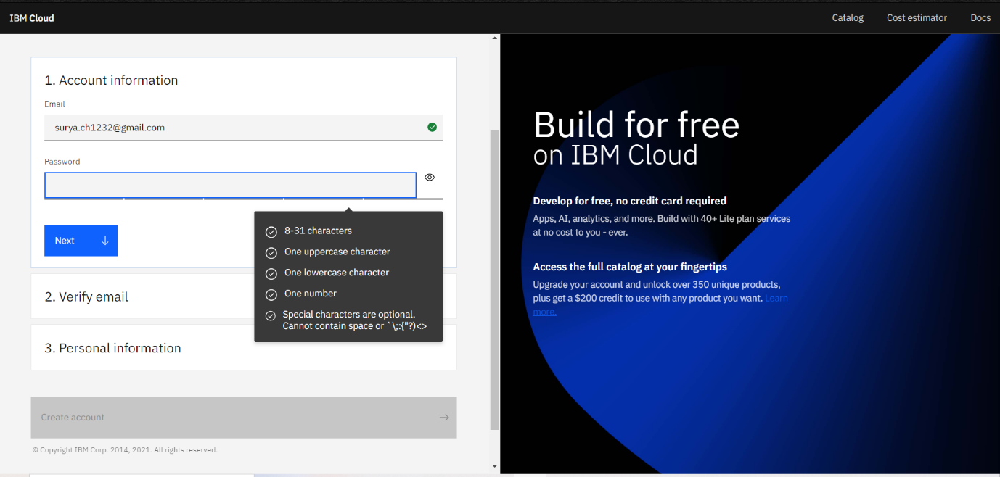 IBM Cloud
Catalog
Cost estimator
Docs
1. Account information
Email
surya.ch1232@gmail.com
Password
Next
8-31 characters
One uppercase character
One lowercase character
One number
Special characters are optional.
Cannot contain space or `\;:{"?)<>
2. Verify email
3. Personal information
Create account
© Copyright IBM Corp. 2014, 2021. All rights reserved.
Build for free
on IBM Cloud
Develop for free, no credit card required
Apps, AI, analytics, and more. Build with 40+ Lite plan services
at no cost to you - ever.
Access the full catalog at your fingertips
Upgrade your account and unlock over 350 unique products,
plus get a $200 credit to use with any product you want. Learn
more.